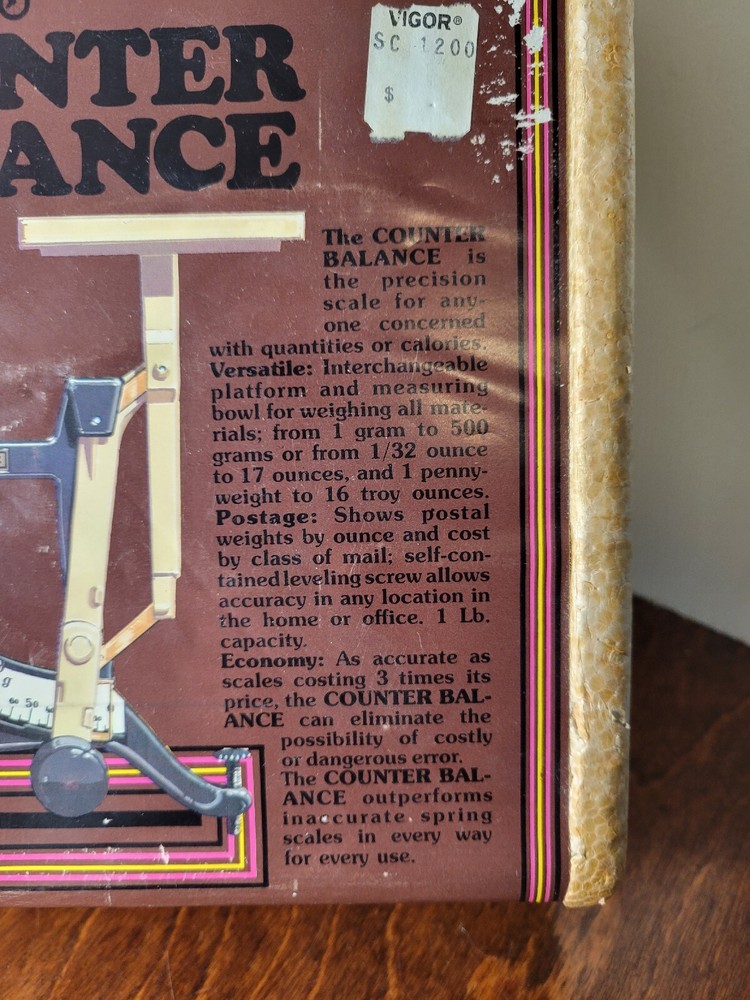 NTER
ANCE
VIGOR®
SC 1200
$
The COUNTER
BALANCE is
the precision
scale for any-
one concerned
with quantities or calories.
Versatile: Interchangeable
platform and measuring
bowl for weighing all mate-
rials; from 1 gram to 500
grams or from 1/32 ounce
to 17 ounces, and 1 penny-
weight to 16 troy ounces.
Postage: Shows postal
weights by ounce and cost
by class of mail; self-con-
tained leveling screw allows
accuracy in any location in
the home or office. 1 Lb.
capacity.
Economy: As accurate as
scales costing 3 times its
price, the COUNTER BAL-
ANCE can eliminate the
possibility of costly
or dangerous error.
The COUNTER BAL-
ANCE outperforms
inaccurate spring
scales in every way
for every use.
g